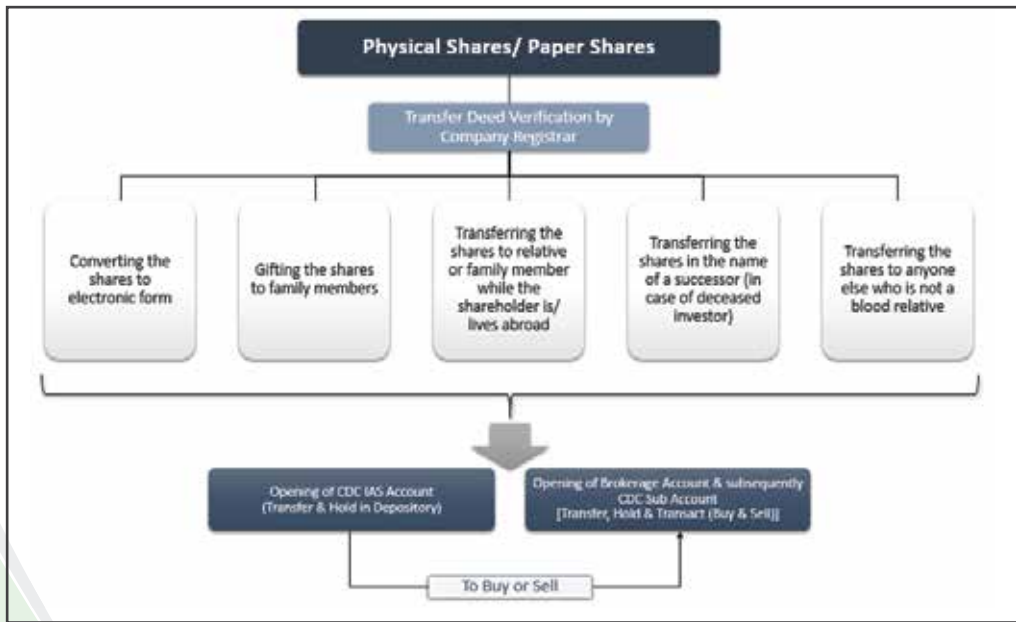 Physical Shares/ Paper Shares
Transfer Deed Verification by
Company Registrar
Converting the
shares to
electronic form
Gifting the shares
to family members
Transferring the
shares to relative
or family member
while the
shareholder is/
lives abroad
Transferring the
shares in the name
of a successor (in
case of deceased
investor)
Transferring the
shares to anyone
else who is not a
blood relative
Opening of CDC IAS Account
(Transfer & Hold in Depository)
Opening of Brokerage Account & subsequently
CDC Sub Account
[Transfer, Hold & Transact (Buy & Sell)]
To Buy or Sell